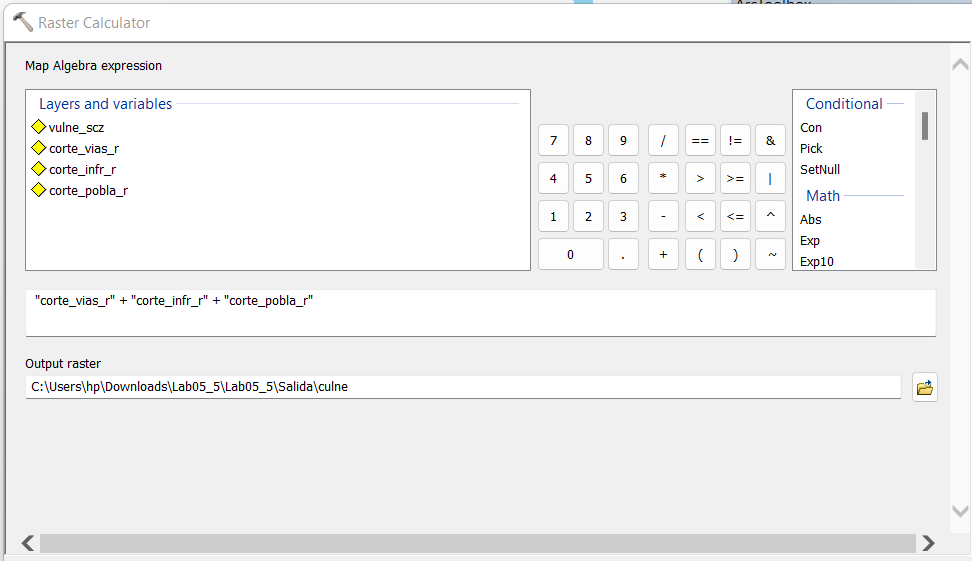 ArcToolbox
Raster Calculator
Map Algebra expression
Layers and variables
vulne_scz
corte_vias_r
corte_infr_r
corte_pobla_r
7 8 9 / == != &
4 5 6 * > >= |
1 2 3 - < <= ^
0 . + ( ) ~
Conditional
Con
Pick
SetNull
Math
Abs
Exp
Exp10
"corte_vias_r" + "corte_infr_r" + "corte_pobla_r"
Output raster
C:\Users\hp\Downloads\Lab05_5\Lab05_5\Salida\culne